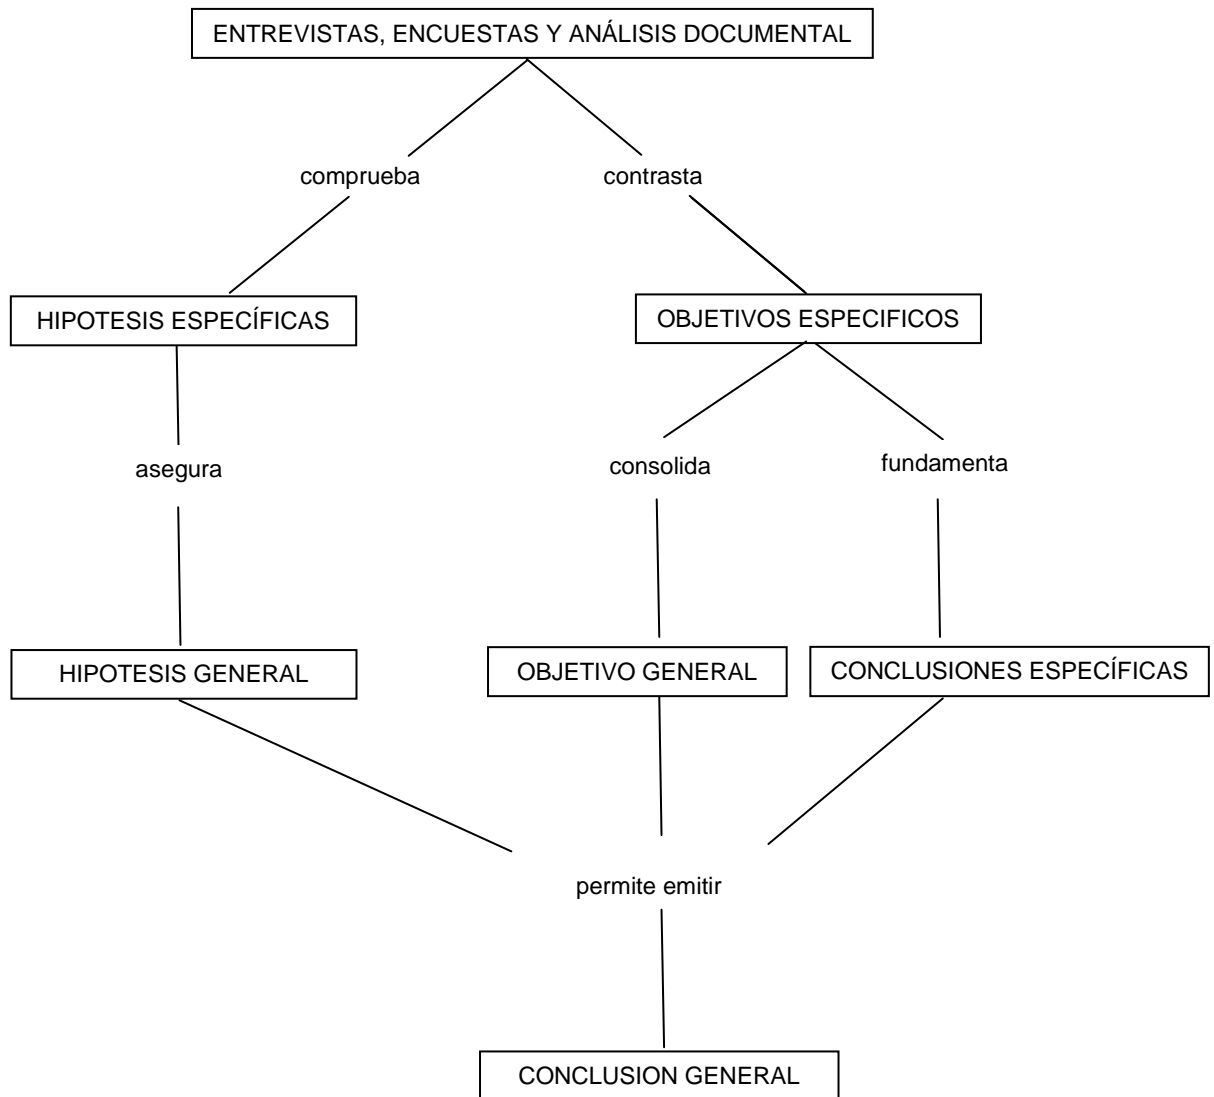 ENTREVISTAS, ENCUESTAS Y ANÁLISIS DOCUMENTAL
comprueba
contrasta
HIPOTESIS ESPECÍFICAS
OBJETIVOS ESPECIFICOS
asegura
consolida
fundamenta
HIPOTESIS GENERAL
OBJETIVO GENERAL
CONCLUSIONES ESPECÍFICAS
permite emitir
CONCLUSION GENERAL